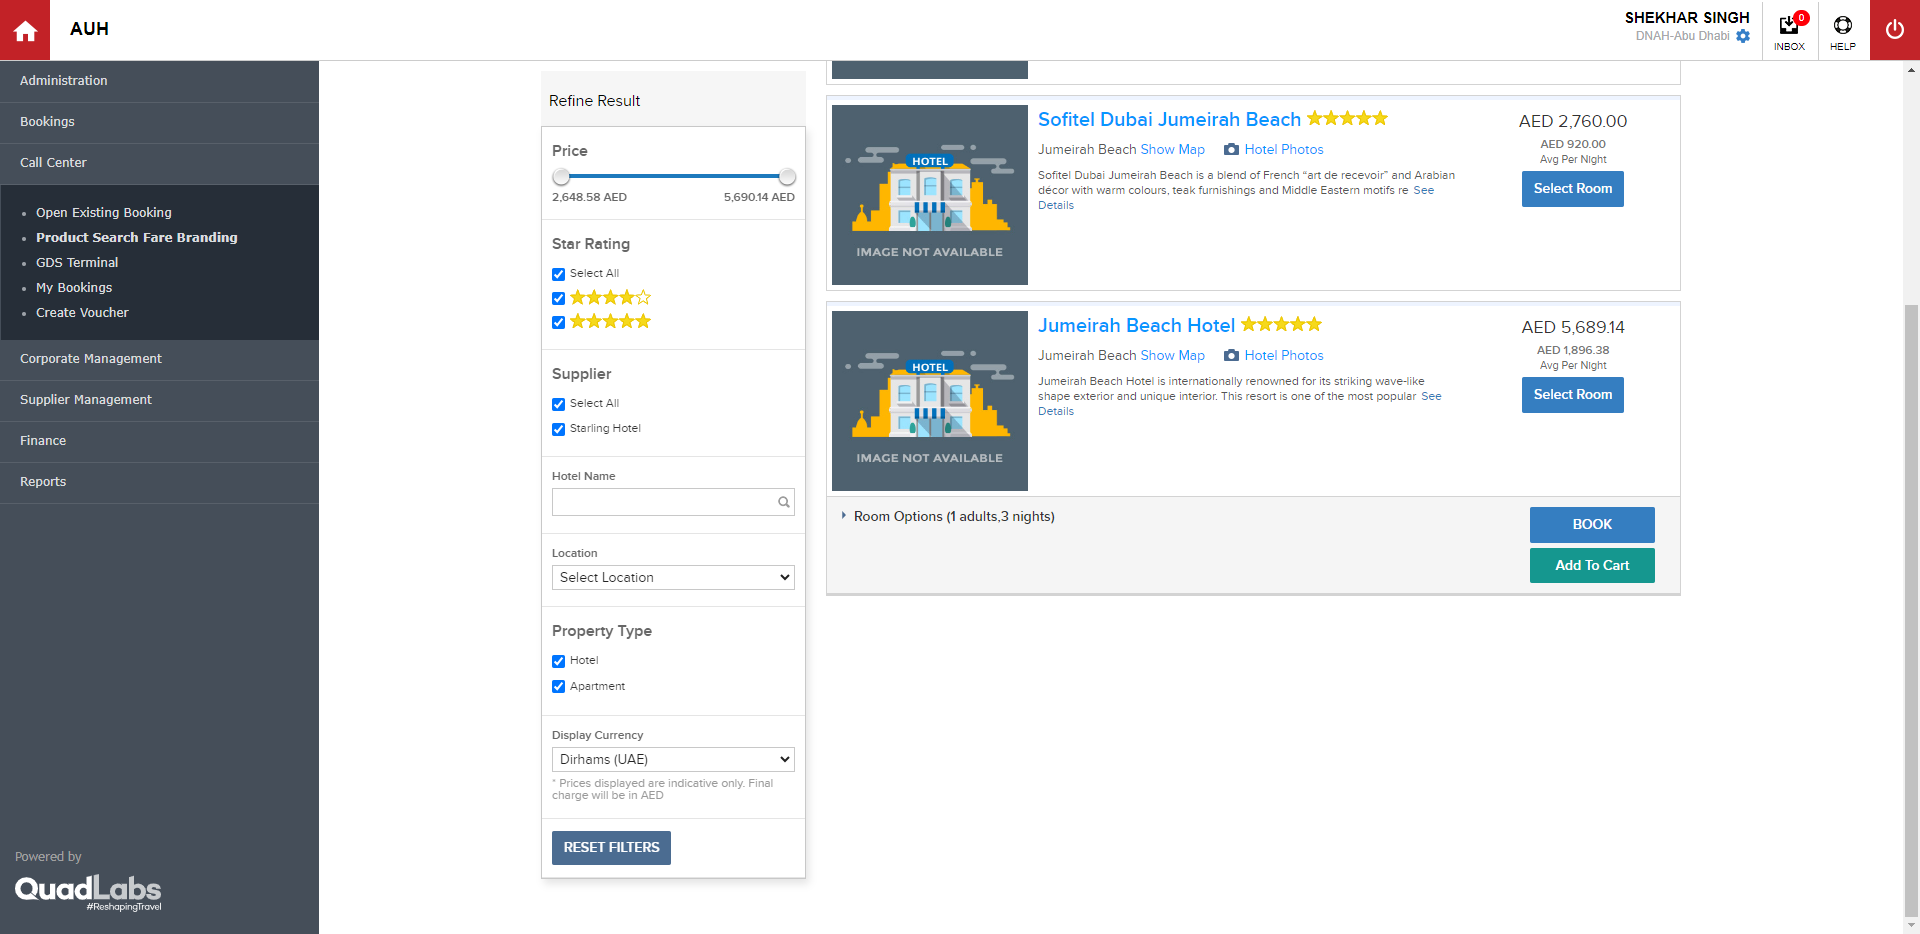 AUH
SHEKHAR SINGH
DNAH-Abu Dhabi
0
INBOX
HELP
Administration
Bookings
Call Center
Open Existing Booking
Product Search Fare Branding
GDS Terminal
My Bookings
Create Voucher
Corporate Management
Supplier Management
Finance
Reports
Powered by
QuadLabs
#ReshapingTravel
Refine Result
Price
2,648.58 AED 5,690.14 AED
Star Rating
Select All
Supplier
Select All
Starling Hotel
Hotel Name
Location
Select Location
Property Type
Hotel
Apartment
Display Currency
Dirhams (UAE)
* Prices displayed are indicative only. Final
charge will be in AED
RESET FILTERS
HOTEL
IMAGE NOT AVAILABLE
Sofitel Dubai Jumeirah Beach
Jumeirah Beach Show Map Hotel Photos
Sofitel Dubai Jumeirah Beach is a blend of French “art de recevoir” and Arabian
décor with warm colours, teak furnishings and Middle Eastern motifs re See
Details
AED 2,760.00
AED 920.00
Avg Per Night
Select Room
HOTEL
IMAGE NOT AVAILABLE
Jumeirah Beach Hotel
Jumeirah Beach Show Map Hotel Photos
Jumeirah Beach Hotel is internationally renowned for its striking wave-like
shape exterior and unique interior. This resort is one of the most popular See
Details
AED 5,689.14
AED 1,896.38
Avg Per Night
Select Room
Room Options (1 adults,3 nights)
BOOK
Add To Cart